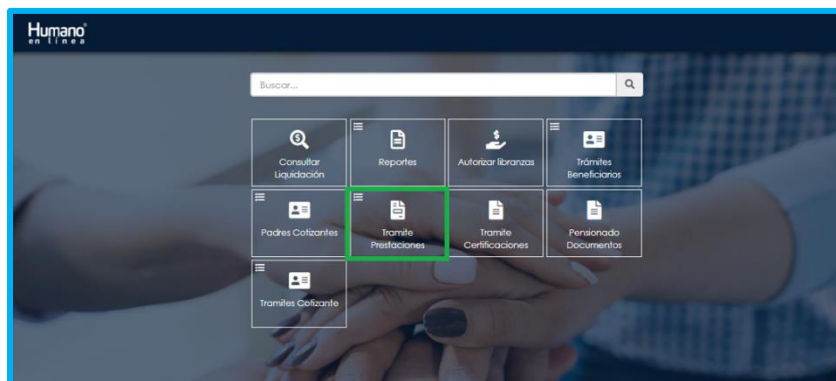 Humano®
en línea
Buscar...
Consultar
Liquidación
Reportes
Autorizar libranzas
Trámites
Beneficiarios
Padres Cotizantes
Tramite
Prestaciones
Tramite
Certificaciones
Pensionado
Documentos
Tramites Cotizante